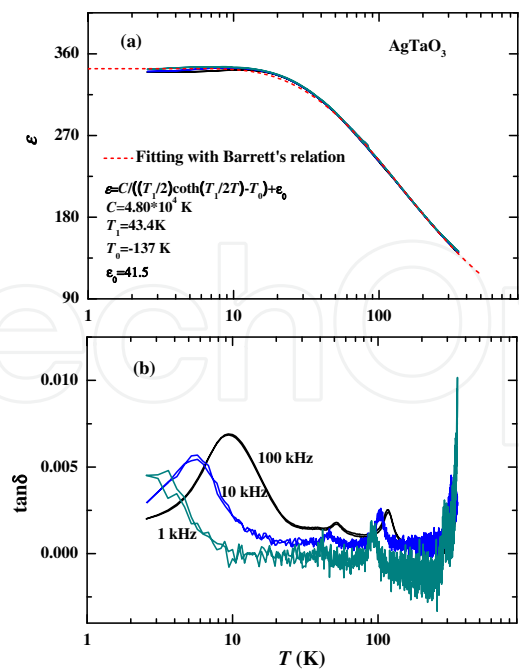 (a)
AgTaO₃
360
270
180
90
ε
Fitting with Barrett's relation
ε=C/((T₁/2)coth(T₁/2T)-T₀)+ε₀
C=4.80*10⁴ K
T₁=43.4K
T₀=-137 K
ε₀=41.5
1
10
100
echOp
(b)
0.010
0.005
0.000
tanδ
100 kHz
10 kHz
1 kHz
1
10
100
T (K)